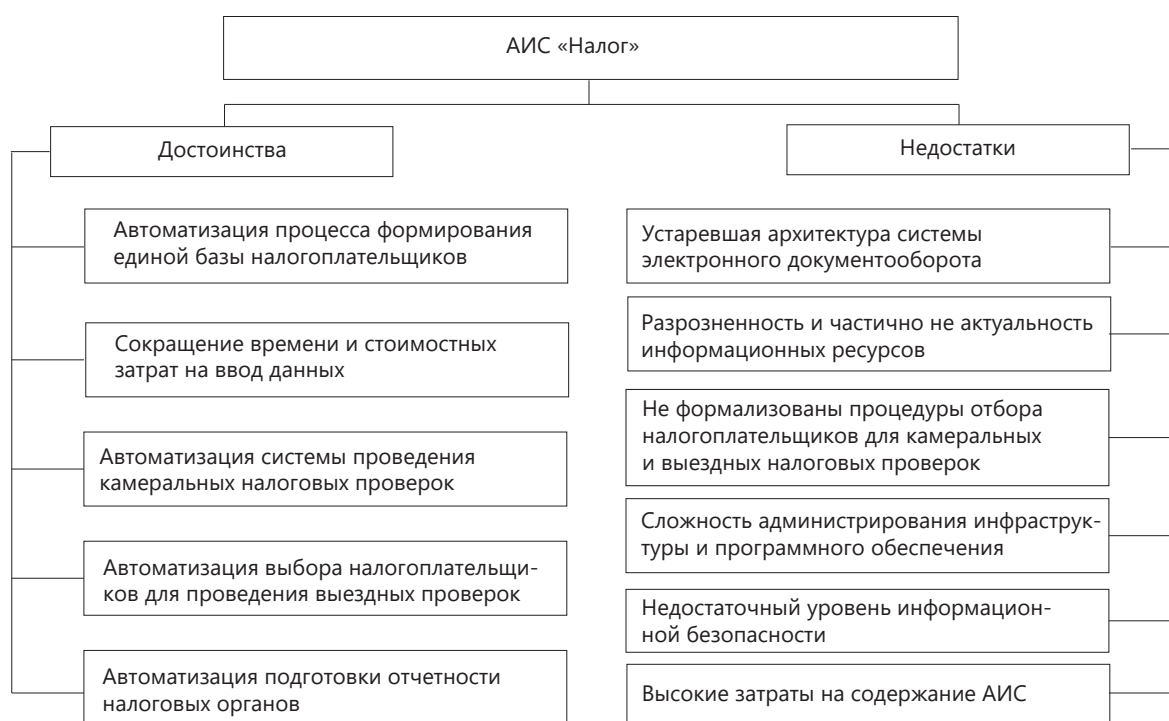 АИС «Налог»
Достоинства
Автоматизация процесса формирования
единой базы налогоплательщиков
Сокращение времени и стоимостных
затрат на ввод данных
Автоматизация системы проведения
камеральных налоговых проверок
Автоматизация выбора налогоплательщи-
ков для проведения выездных проверок
Автоматизация подготовки отчетности
налоговых органов
Недостатки
Устаревшая архитектура системы
электронного документооборота
Разрозненность и частично не актуальность
информационных ресурсов
Не формализованы процедуры отбора
налогоплательщиков для камеральных
и выездных налоговых проверок
Сложность администрирования инфраструк-
туры и программного обеспечения
Недостаточный уровень информацион-
ной безопасности
Высокие затраты на содержание АИС